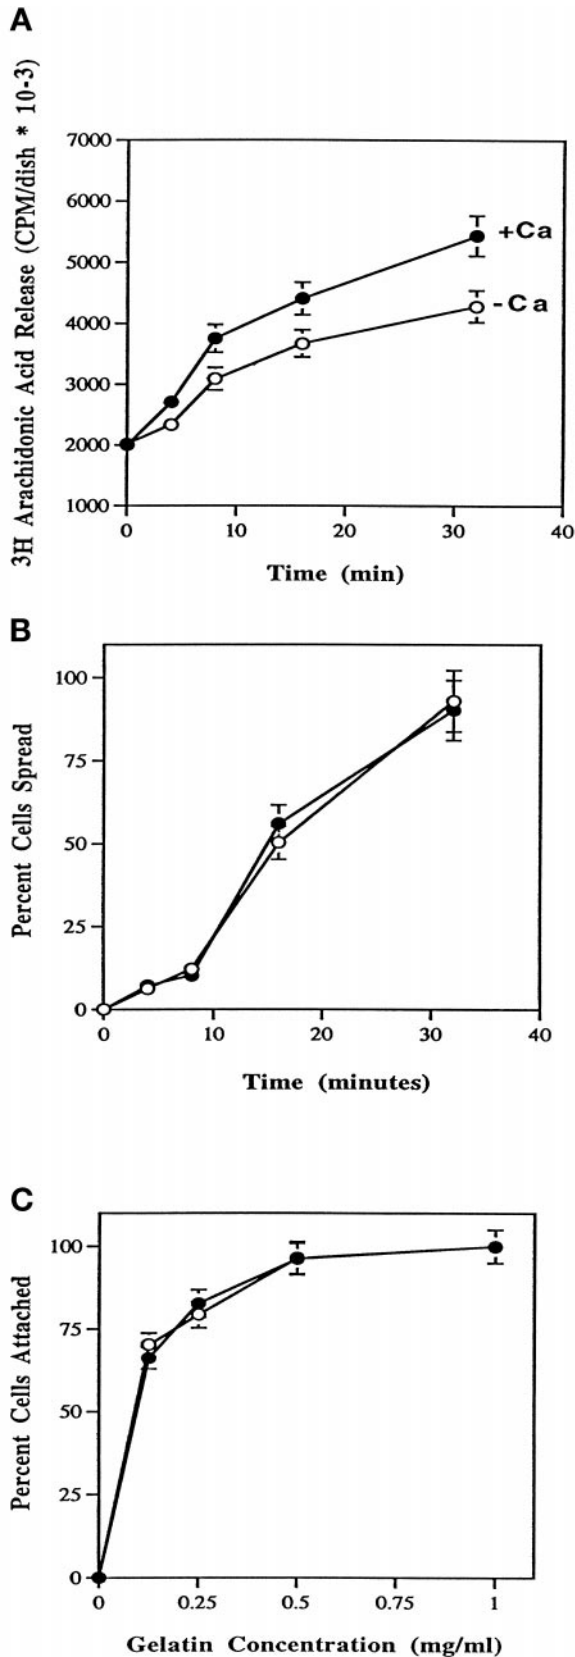 A
3H Arachidonic Acid Release (CPM/dish * 10-3)
7000
6000
5000
4000
3000
2000
1000
+Ca
-Ca
0 10 20 30 40
Time (min)
B
Percent Cells Spread
100
75
50
25
0
0 10 20 30 40
Time (minutes)
C
Percent Cells Attached
100
75
50
25
0
0 0.25 0.5 0.75 1
Gelatin Concentration (mg/ml)